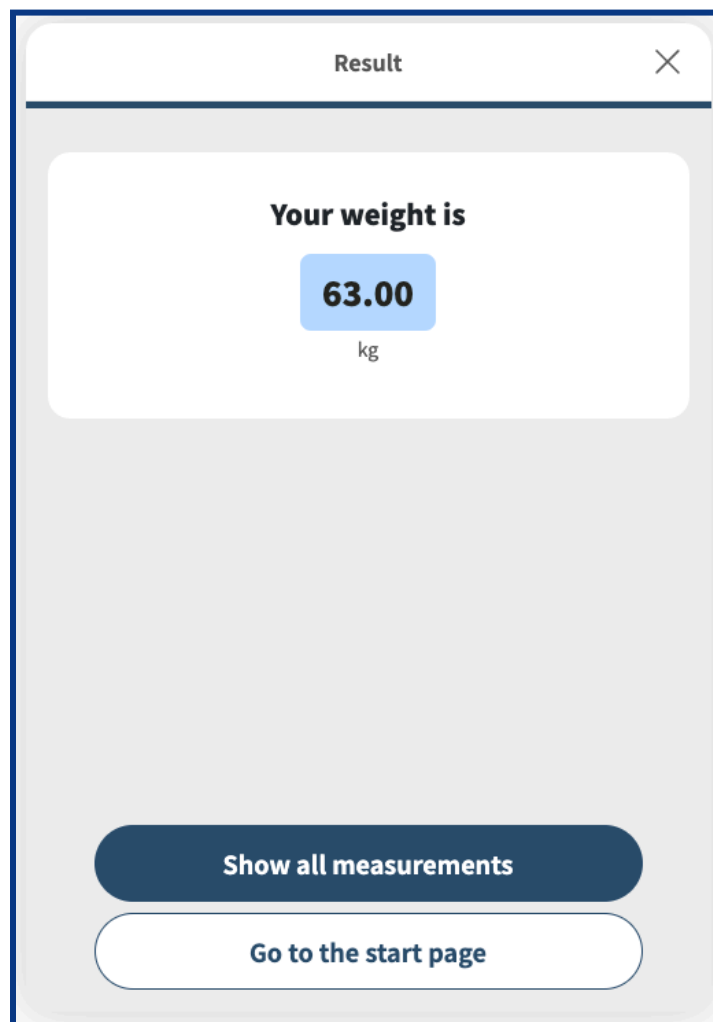 Result
Your weight is
63.00
kg
Show all measurements
Go to the start page